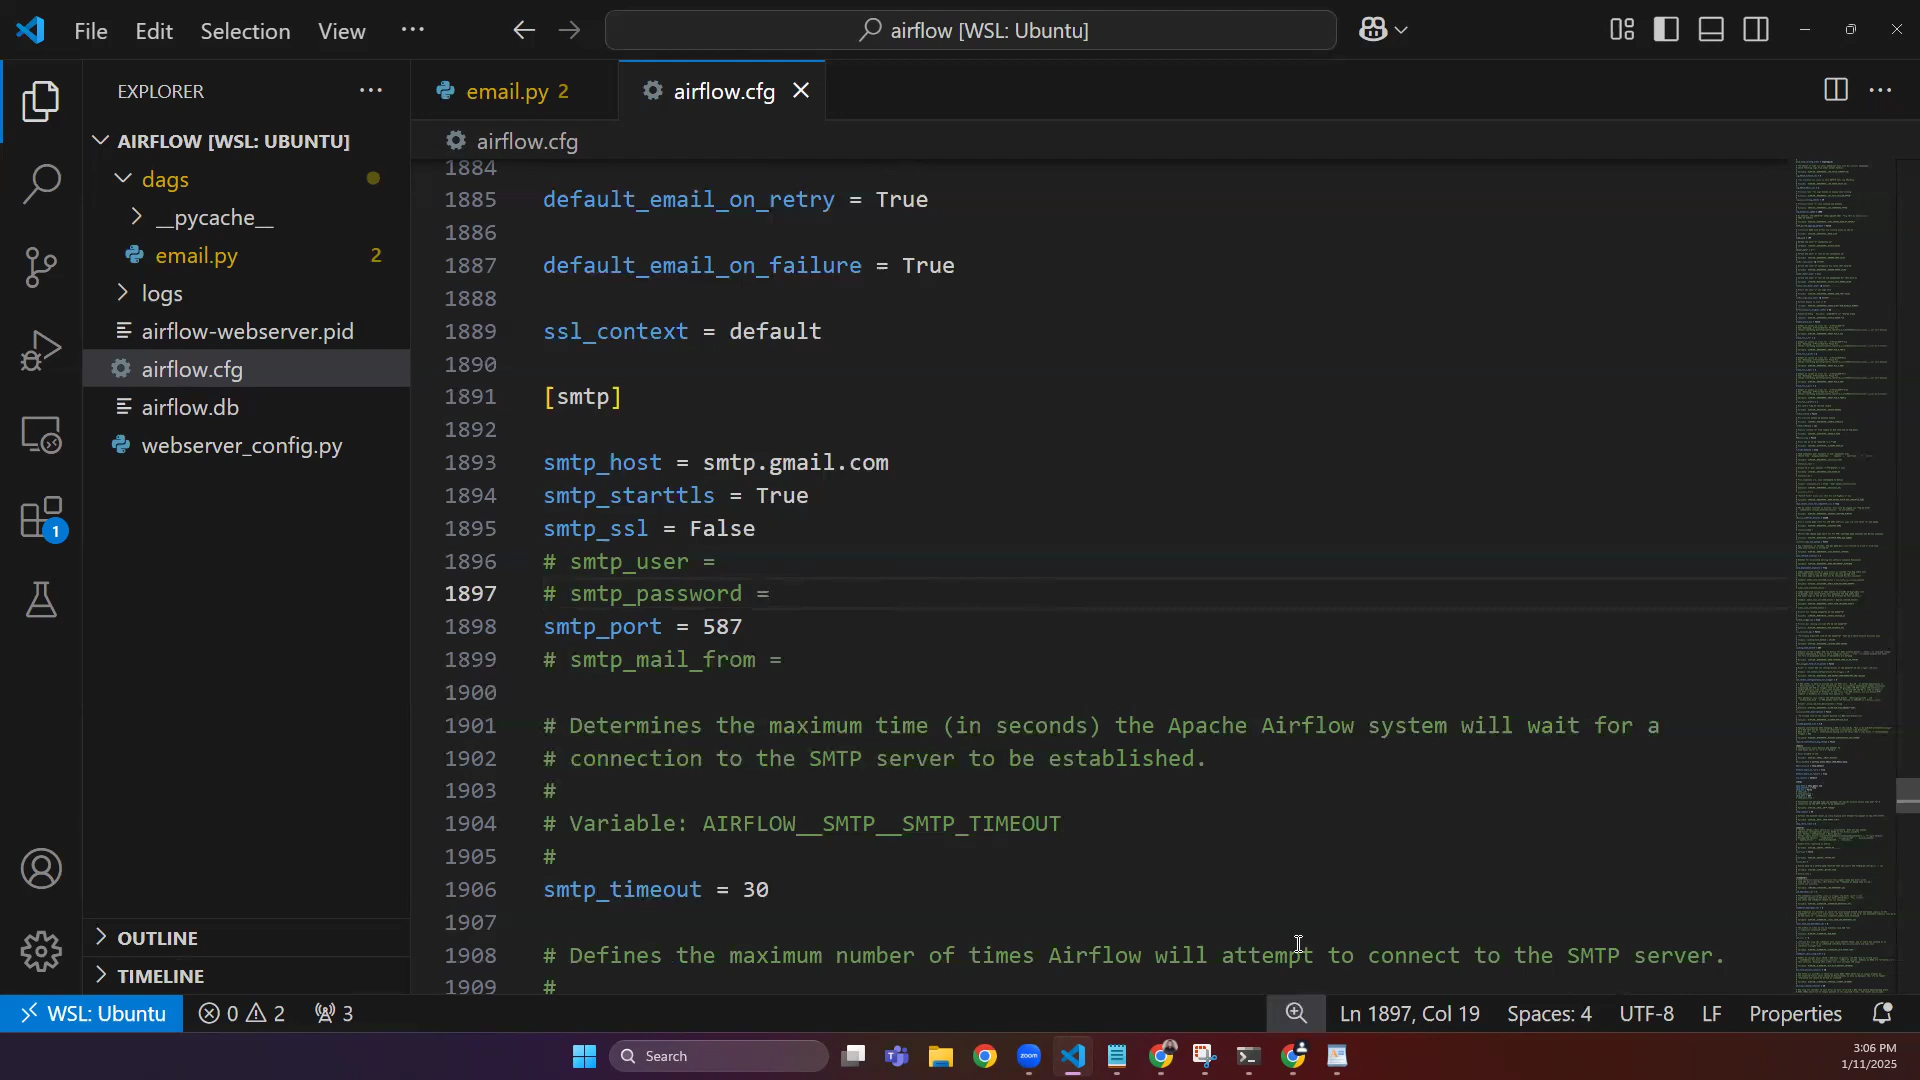 File Edit Selection View ...
airflow [WSL: Ubuntu]
EXPLORER ...
AIRFLOW [WSL: UBUNTU]
dags
__pycache__
email.py 2
logs
airflow-webserver.pid
airflow.cfg
airflow.db
webserver_config.py
OUTLINE
TIMELINE
1
email.py 2
airflow.cfg
airflow.cfg
1884
1885 default_email_on_retry = True
1886
1887 default_email_on_failure = True
1888
1889 ssl_context = default
1890
1891 [smtp]
1892
1893 smtp_host = smtp.gmail.com
1894 smtp_starttls = True
1895 smtp_ssl = False
1896 # smtp_user =
1897 # smtp_password =
1898 smtp_port = 587
1899 # smtp_mail_from =
1900
1901 # Determines the maximum time (in seconds) the Apache Airflow system will wait for a
1902 # connection to the SMTP server to be established.
1903 #
1904 # Variable: AIRFLOW__SMTP__SMTP_TIMEOUT
1905 #
1906 smtp_timeout = 30
1907
1908 # Defines the maximum number of times Airflow will attempt to connect to the SMTP server.
1909 #
WSL: Ubuntu 0 2 3 Ln 1897, Col 19 Spaces: 4 UTF-8 LF Properties
Search
zoom
3:06 PM
1/11/2025